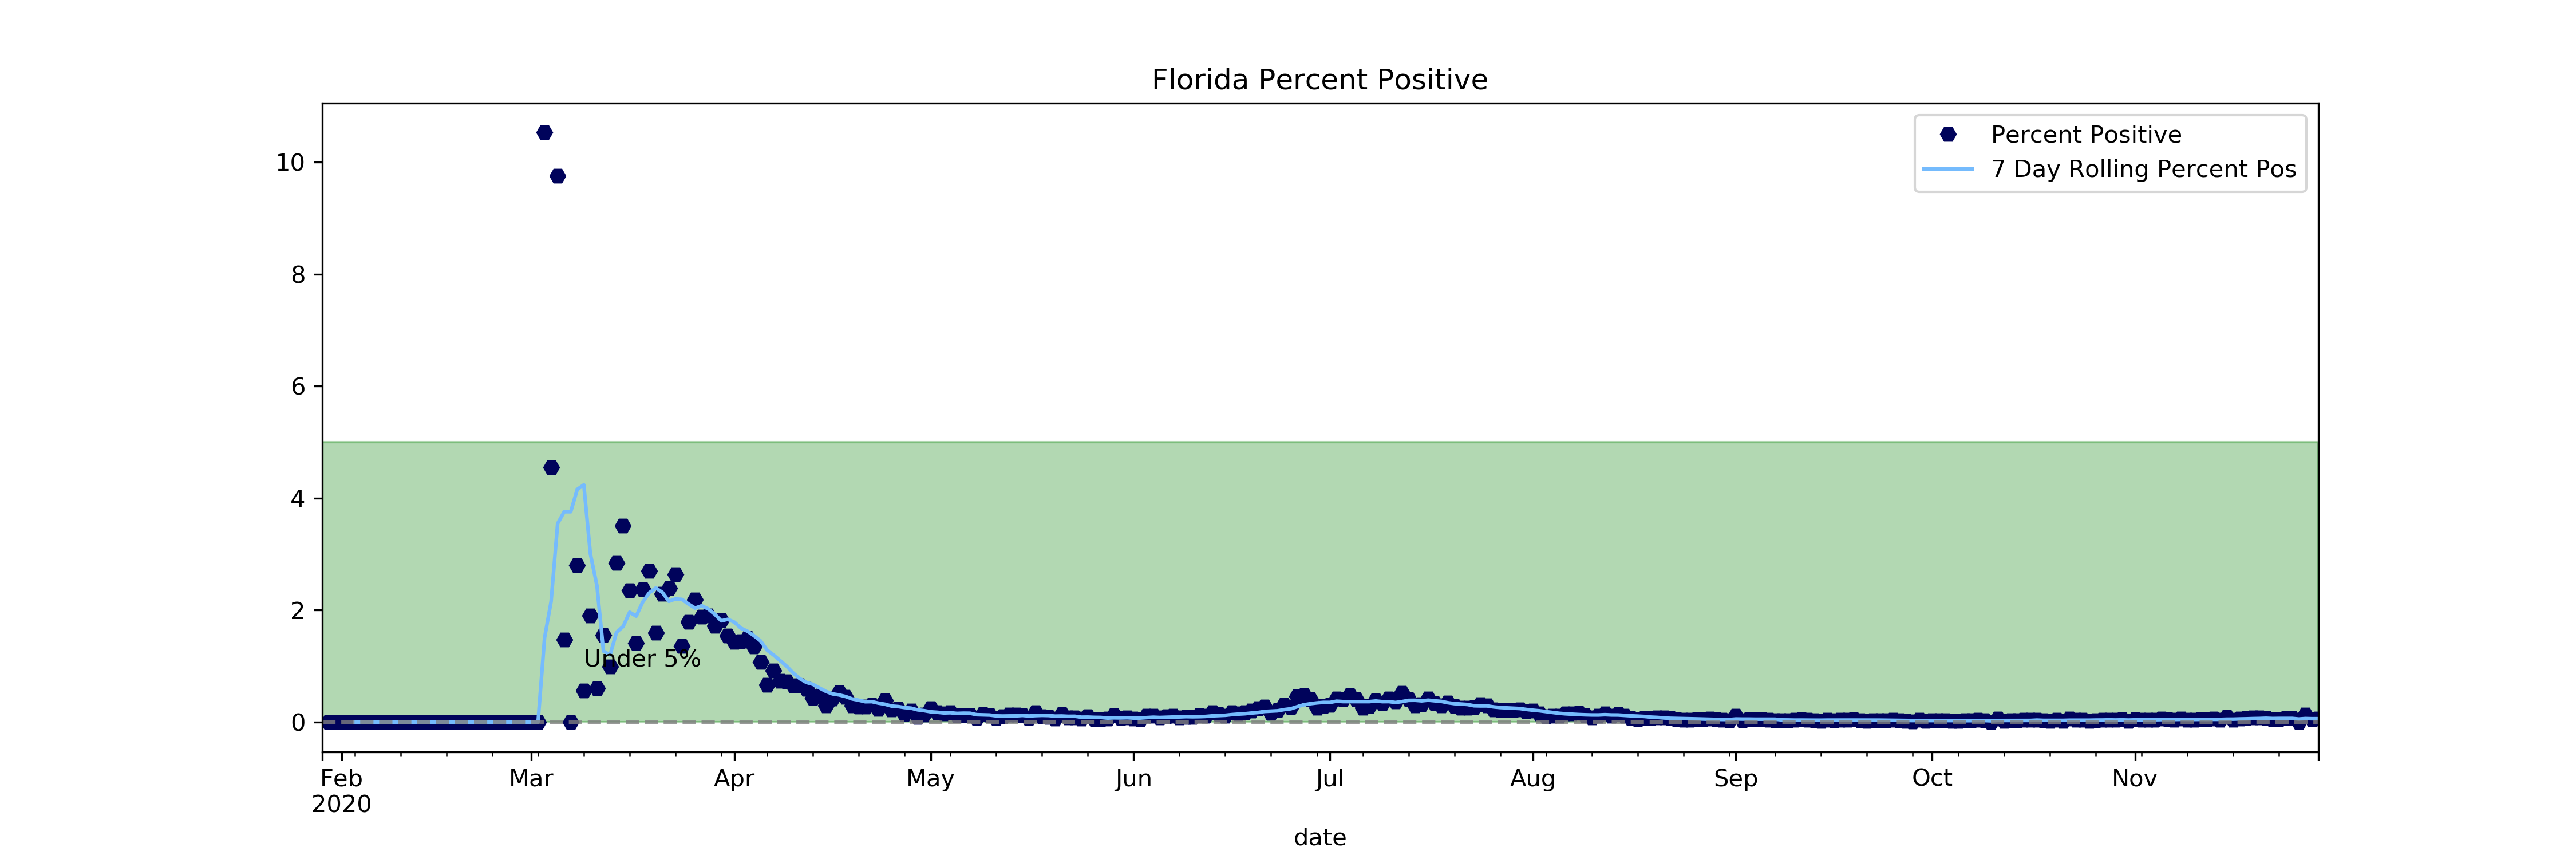 Florida Percent Positive
Percent Positive
7 Day Rolling Percent Pos
10
8
6
4
2
0
Under 5%
Feb Mar Apr May Jun Jul Aug Sep Oct Nov
2020
date